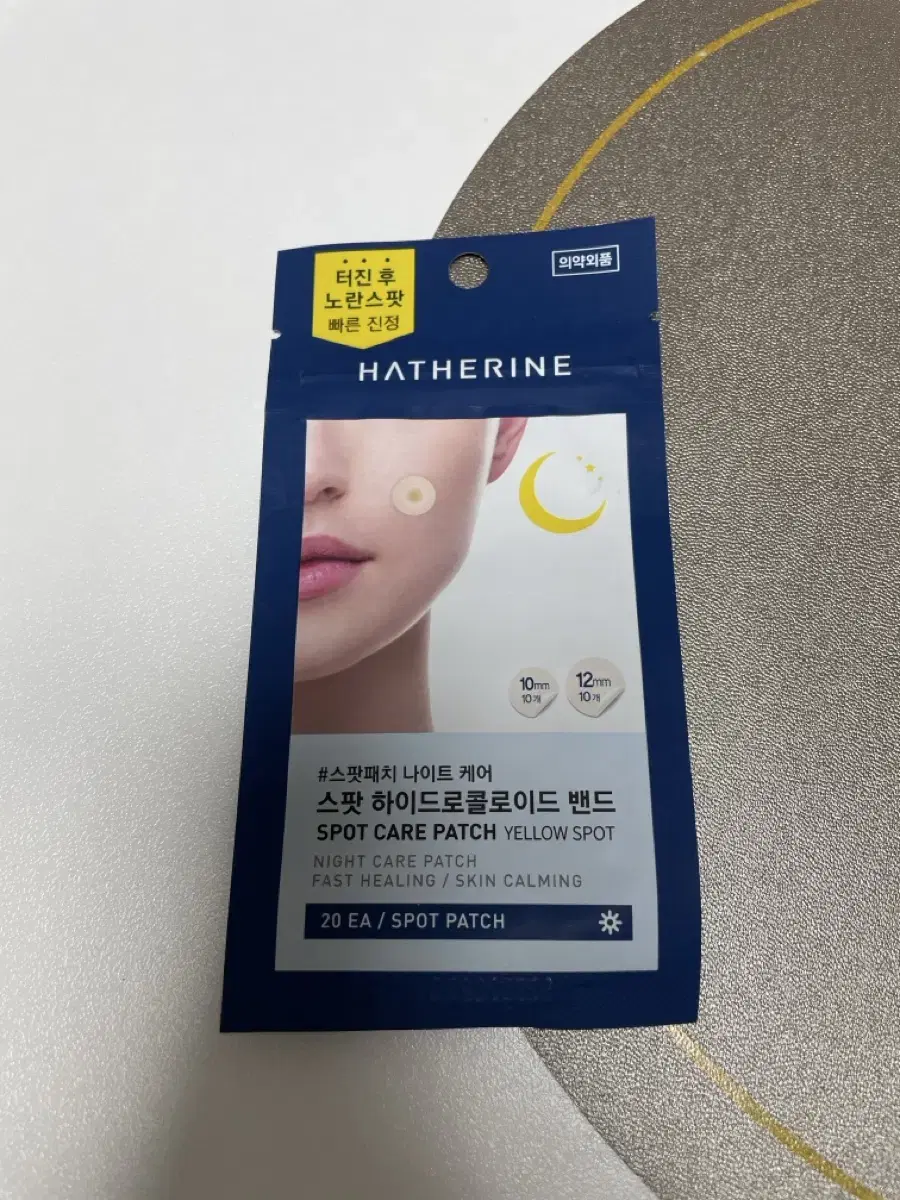 터진 후
노란스팟
빠른 진정
의약외품
HATHERINE
10mm
10개
12mm
10개
#스팟패치 나이트 케어
스팟 하이드로콜로이드 밴드
SPOT CARE PATCH YELLOW SPOT
NIGHT CARE PATCH
FAST HEALING / SKIN CALMING
20 EA / SPOT PATCH